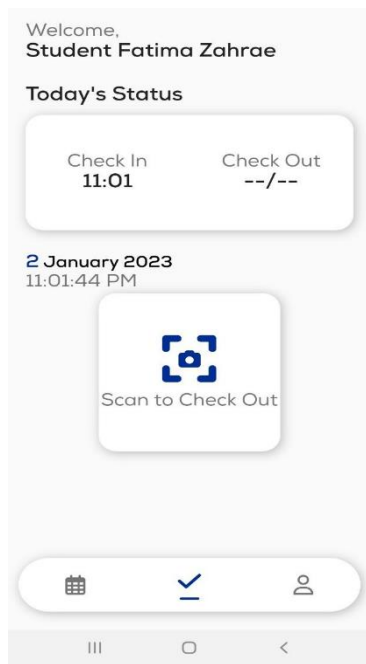 Welcome,
Student Fatima Zahrae
Today's Status
Check In Check Out
11:01 --/--
2 January 2023
11:01:44 PM
Scan to Check Out